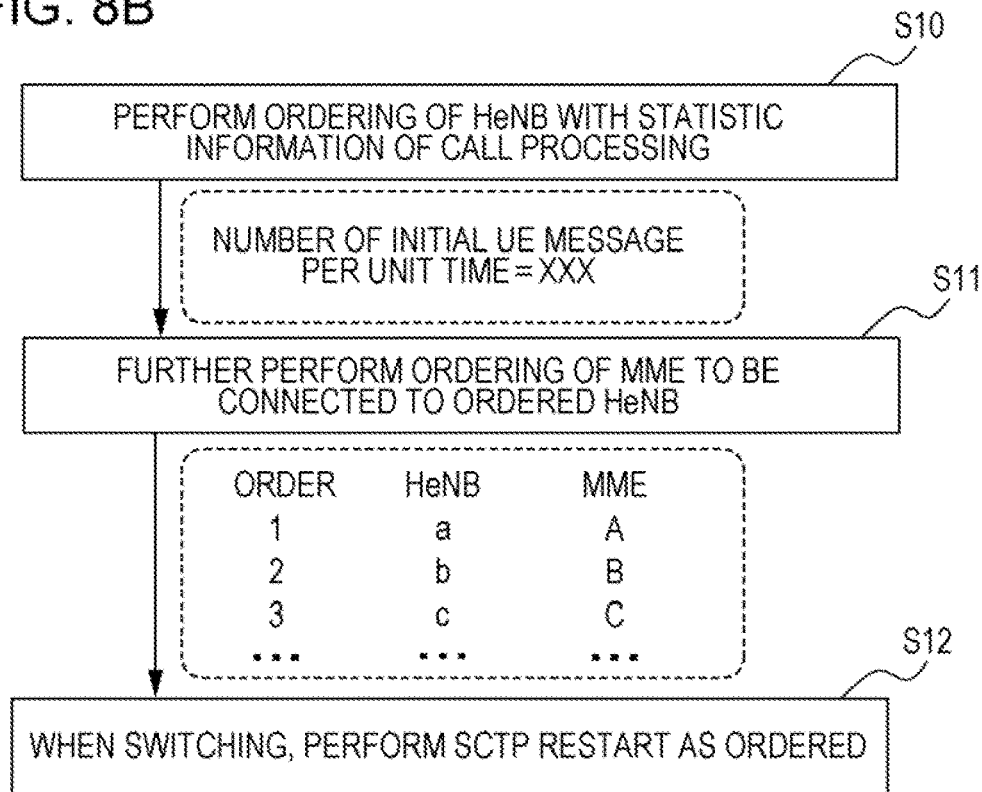 FIG. 8B
S10
PERFORM ORDERING OF HeNB WITH STATISTIC
INFORMATION OF CALL PROCESSING
NUMBER OF INITIAL UE MESSAGE
PER UNIT TIME = XXX
S11
FURTHER PERFORM ORDERING OF MME TO BE
CONNECTED TO ORDERED HeNB
ORDER HeNB MME
1 a A
2 b B
3 c C
... ... ...
S12
WHEN SWITCHING, PERFORM SCTP RESTART AS ORDERED